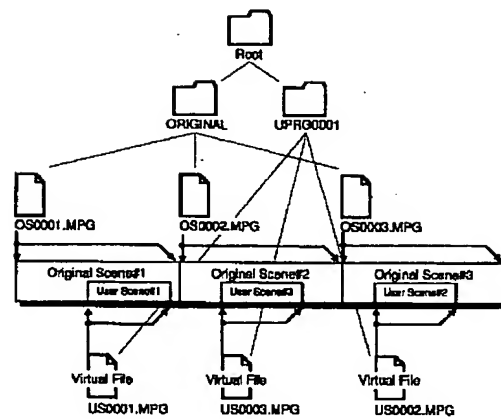 Root
ORIGINAL UPRG0001
OS0001.MPG OS0002.MPG OS0003.MPG
Original Scene#1 Original Scene#2 Original Scene#3
User Scene#1 User Scene#3 User Scene#2
Virtual File Virtual File Virtual File
US0001.MPG US0003.MPG US0002.MPG